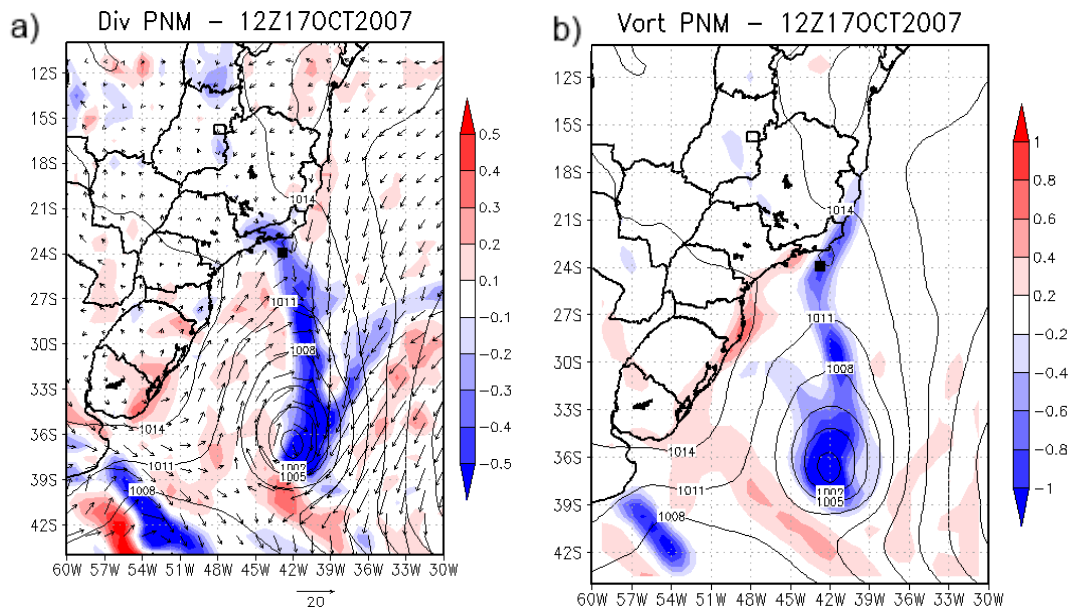 a)
Div PNM – 12Z17OCT2007
12S
15S
18S
21S
24S
27S
30S
33S
36S
39S
42S
60W 57W 54W 51W 48W 45W 42W 39W 36W 33W 30W
20
1014
1011
1008
1002
1005
1014
1011
1008
0.5
0.4
0.3
0.2
0.1
−0.1
−0.2
−0.3
−0.4
−0.5
b)
Vort PNM – 12Z17OCT2007
12S
15S
18S
21S
24S
27S
30S
33S
36S
39S
42S
60W 57W 54W 51W 48W 45W 42W 39W 36W 33W 30W
1014
1011
1008
1002
1005
1014
1011
1008
1
0.8
0.6
0.4
0.2
−0.2
−0.4
−0.6
−0.8
−1